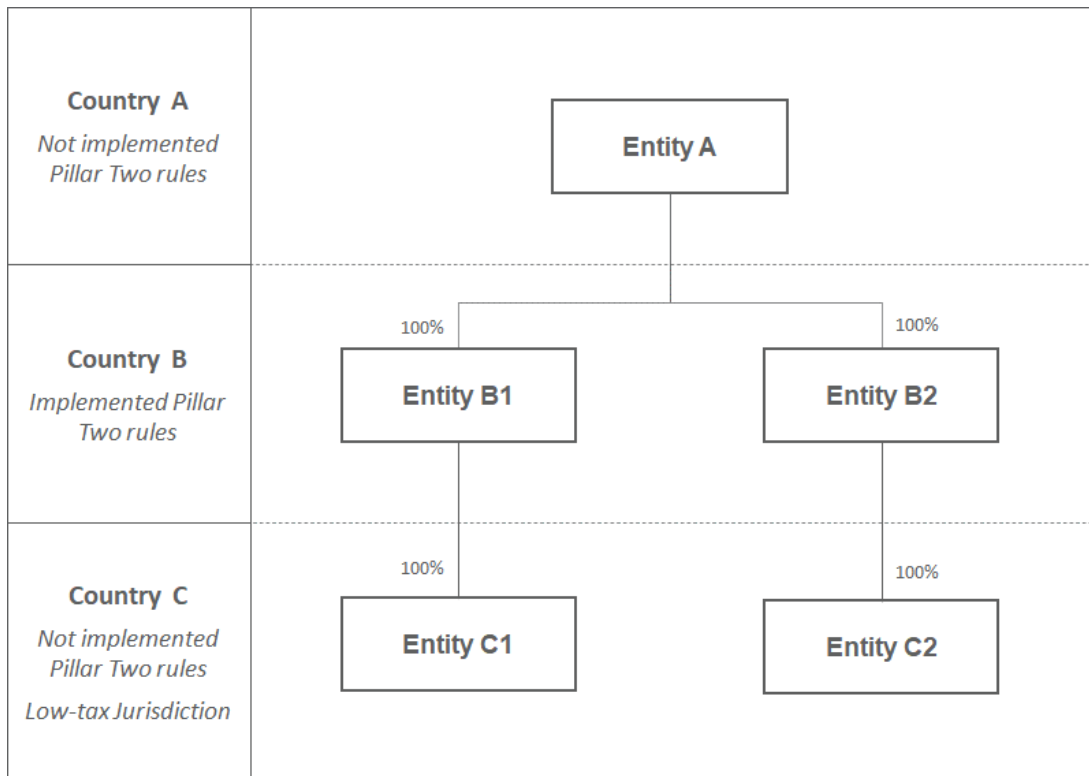 Country A
Not implemented
Pillar Two rules
Entity A
Country B
Implemented Pillar
Two rules
100%
100%
Entity B1
Entity B2
Country C
Not implemented
Pillar Two rules
Low-tax Jurisdiction
100%
100%
Entity C1
Entity C2